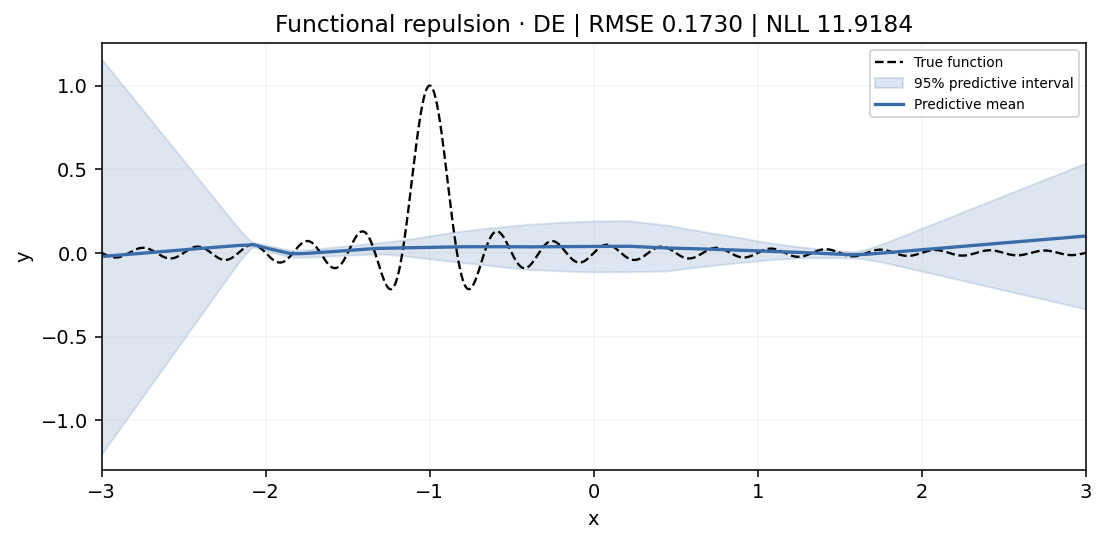 Functional repulsion · DE | RMSE 0.1730 | NLL 11.9184
True function
95% predictive interval
Predictive mean
1.0
0.5
0.0
−0.5
−1.0
y
−3
−2
−1
0
1
2
3
x